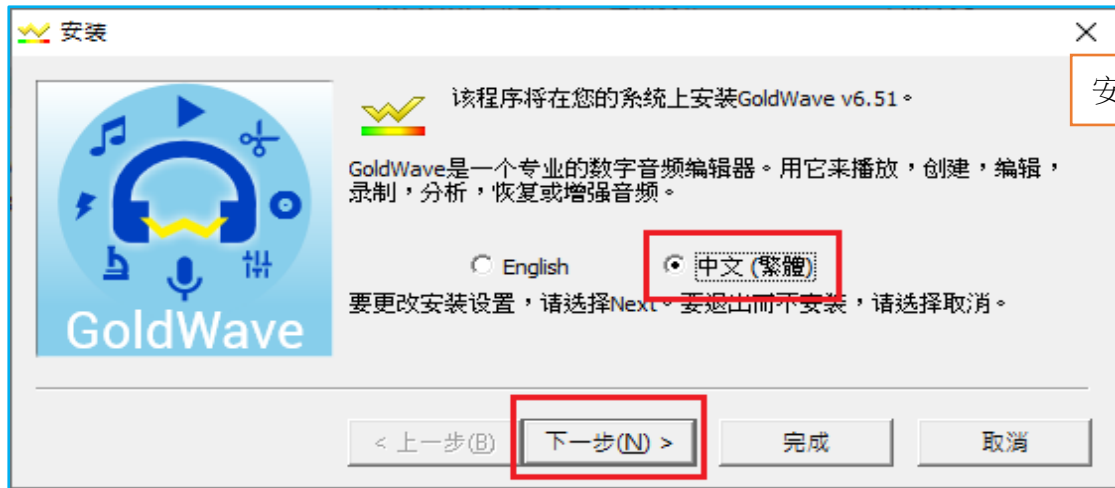 安装
该程序将在您的系统上安装GoldWave v6.51。
安
GoldWave是一个专业的数字音频编辑器。用它来播放，创建，编辑，
录制，分析，恢复或增强音频。
English 中文 (繁體)
要更改安装设置，请选择Next。要退出而不安装，请选择取消。
GoldWave
< 上一步(B) 下一步(N) > 完成 取消